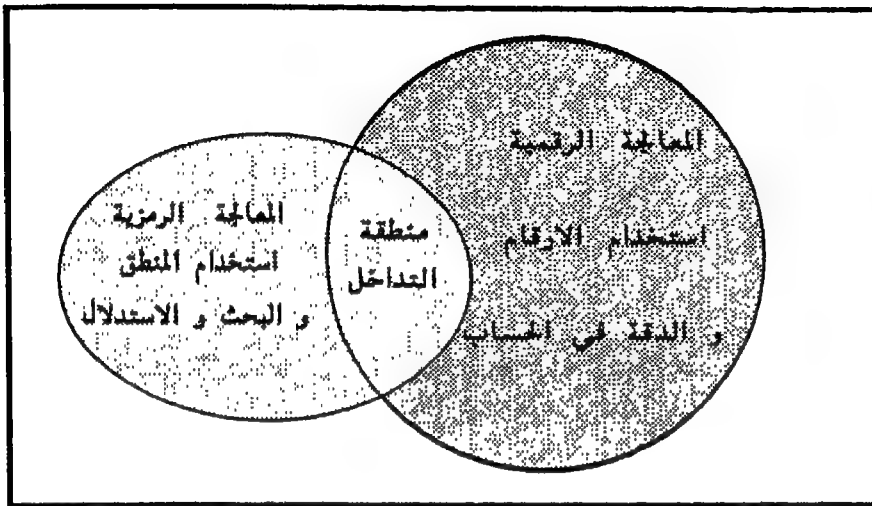 المعالجة الرقمية
استخدام الارقام
و الدقة في الحساب
منطقة
التداخل
المعالجة الرمزية
استخدام المنطق
و البحث و الاستدلال